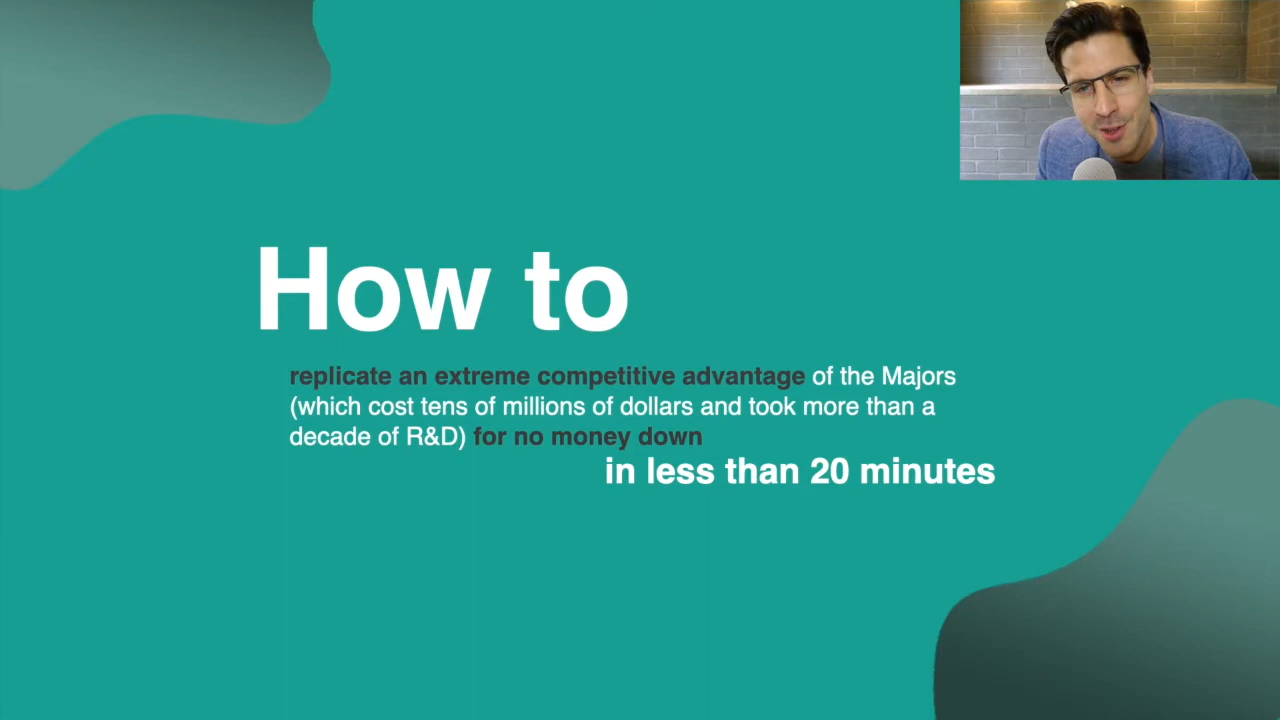 How to
replicate an extreme competitive advantage of the Majors
(which cost tens of millions of dollars and took more than a
decade of R&D) for no money down
in less than 20 minutes